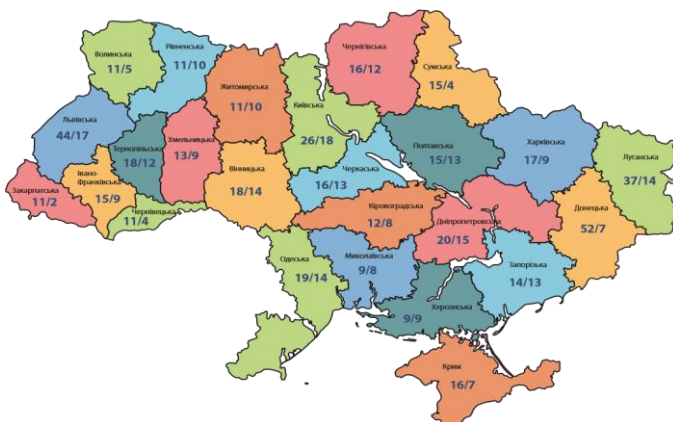 Волинська
11/5
Рівненська
11/10
Житомирська
11/10
Київська
26/18
Чернігівська
16/12
Сумська
15/4
Львівська
44/17
Тернопільська
18/12
Хмельницька
13/9
Вінницька
18/14
Черкаська
16/13
Полтавська
15/13
Харківська
17/9
Луганська
37/14
Закарпатська
11/2
Івано-
Франківська
15/9
Чернівецька
11/4
Кіровоградська
12/8
Дніпропетровська
20/15
Донецька
52/7
Одеська
19/14
Миколаївська
9/8
Херсонська
9/9
Запорізька
14/13
Крим
16/7